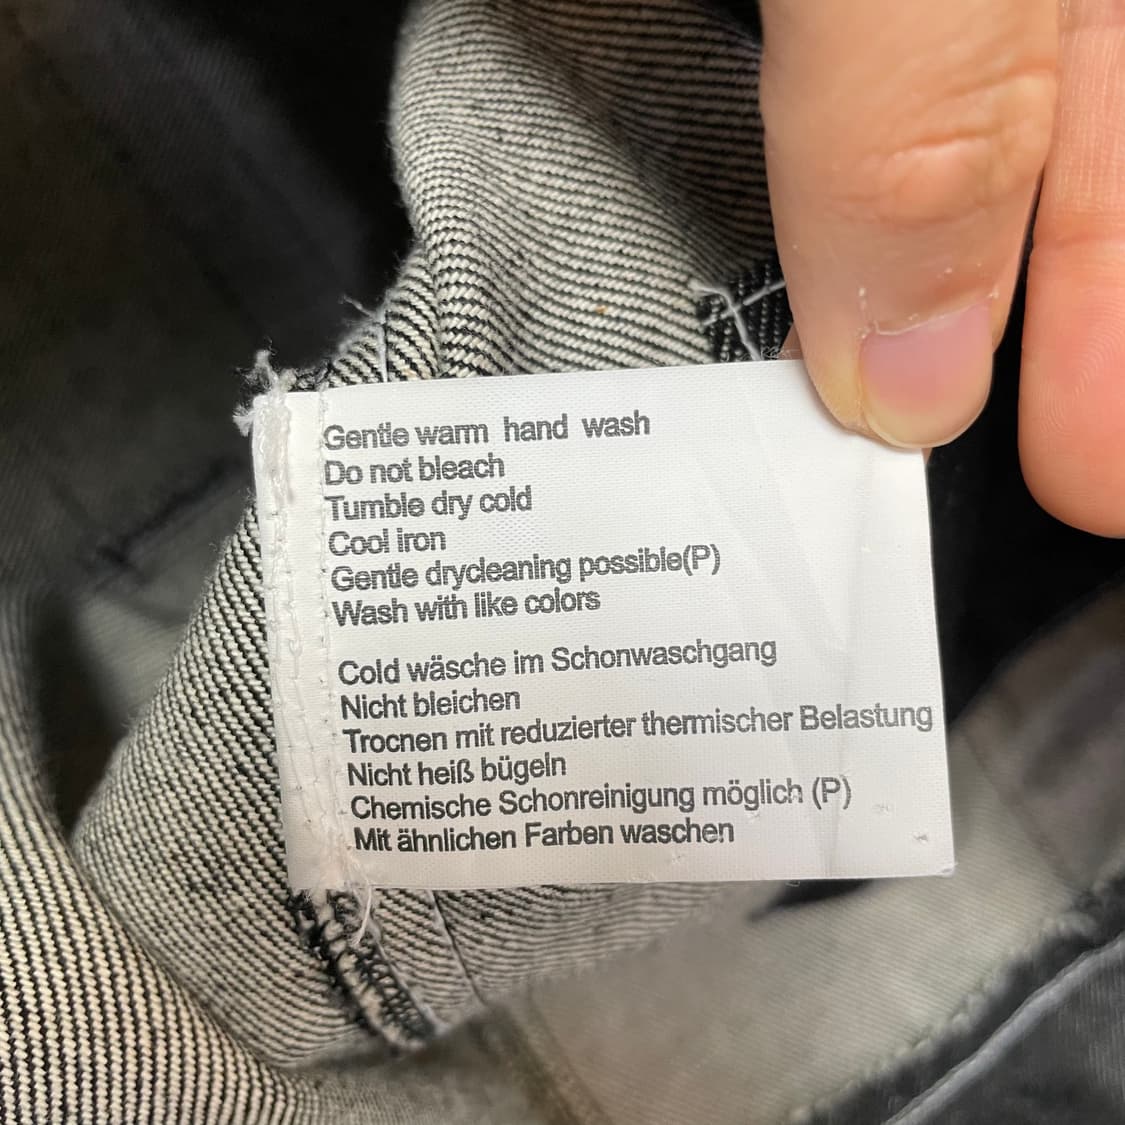 Gentle warm hand wash
Do not bleach
Tumble dry cold
Cool iron
Gentle drycleaning possible(P)
Wash with like colors
Cold wäsche im Schonwaschgang
Nicht bleichen
Trocnen mit reduzierter thermischer Belastung
Nicht heiß bügeln
Chemische Schonreinigung möglich (P)
Mit ähnlichen Farben waschen